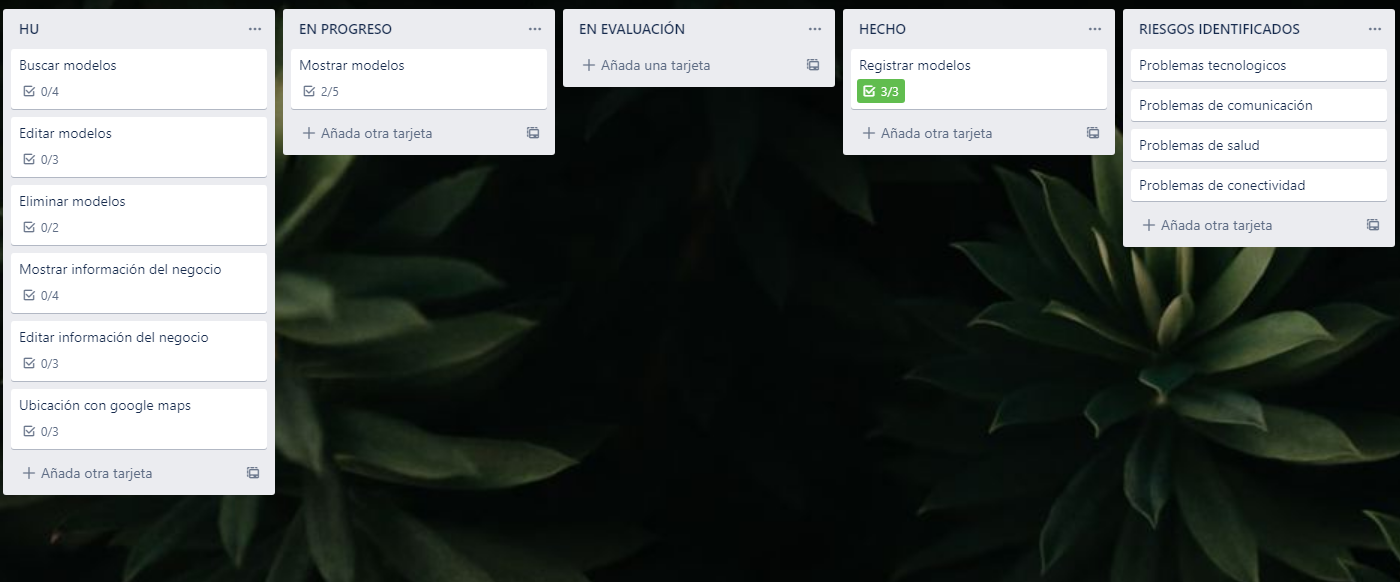 HU
Buscar modelos
0/4
Editar modelos
0/3
Eliminar modelos
0/2
Mostrar información del negocio
0/4
Editar información del negocio
0/3
Ubicación con google maps
0/3
Añada otra tarjeta
EN PROGRESO
Mostrar modelos
2/5
Añada otra tarjeta
EN EVALUACIÓN
Añada una tarjeta
HECHO
Registrar modelos
3/3
Añada otra tarjeta
RIESGOS IDENTIFICADOS
Problemas tecnologicos
Problemas de comunicación
Problemas de salud
Problemas de conectividad
Añada otra tarjeta